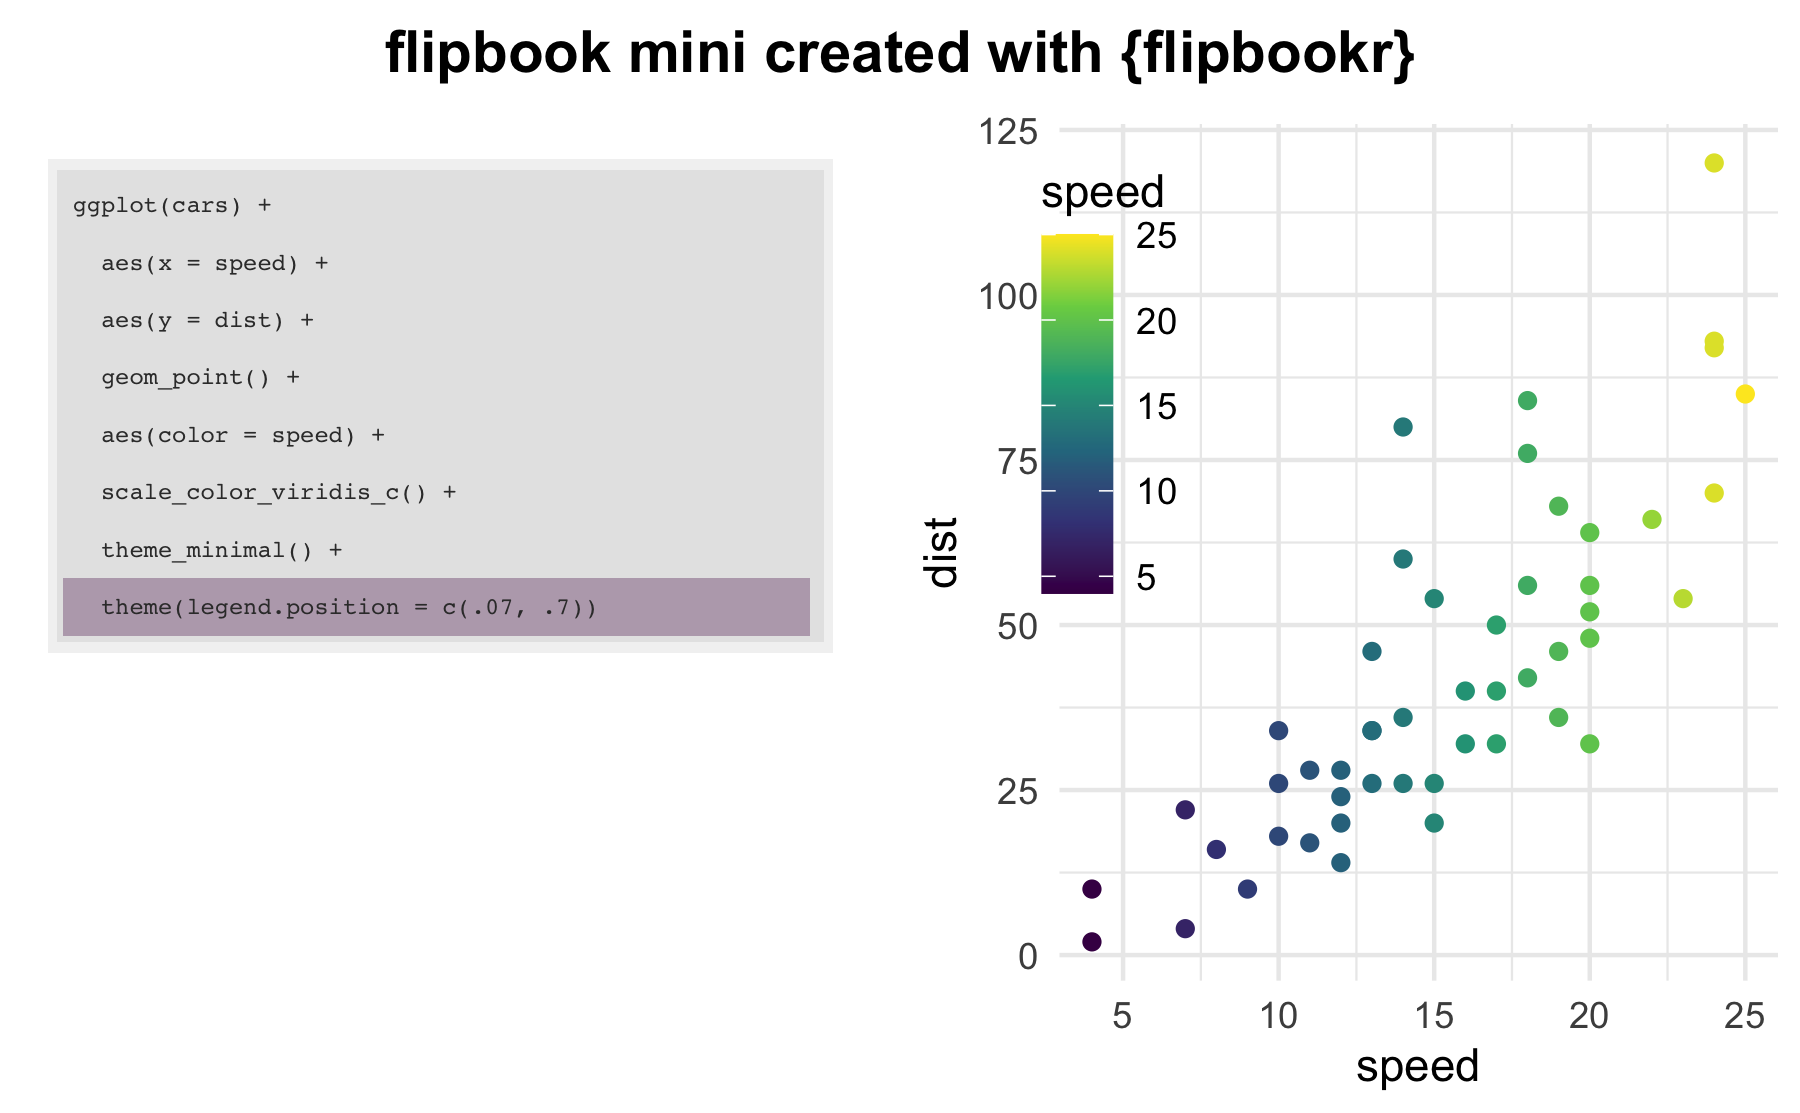 flipbook mini created with {flipbookr}
ggplot(cars) +
aes(x = speed) +
aes(y = dist) +
geom_point() +
aes(color = speed) +
scale_color_viridis_c() +
theme_minimal() +
theme(legend.position = c(.07, .7))
125
100
75
50
25
0
dist
speed
25
20
15
10
5
5
10
15
20
25
speed